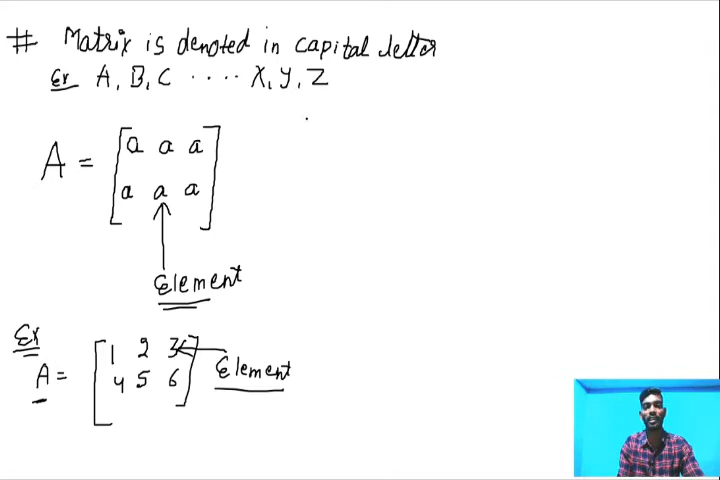 # Matrix is denoted in capital letter
Ex A, B, C ..... X, Y, Z
A = [a a a
a a a]
Element
Ex
A = [1 2 3
4 5 6]
Element